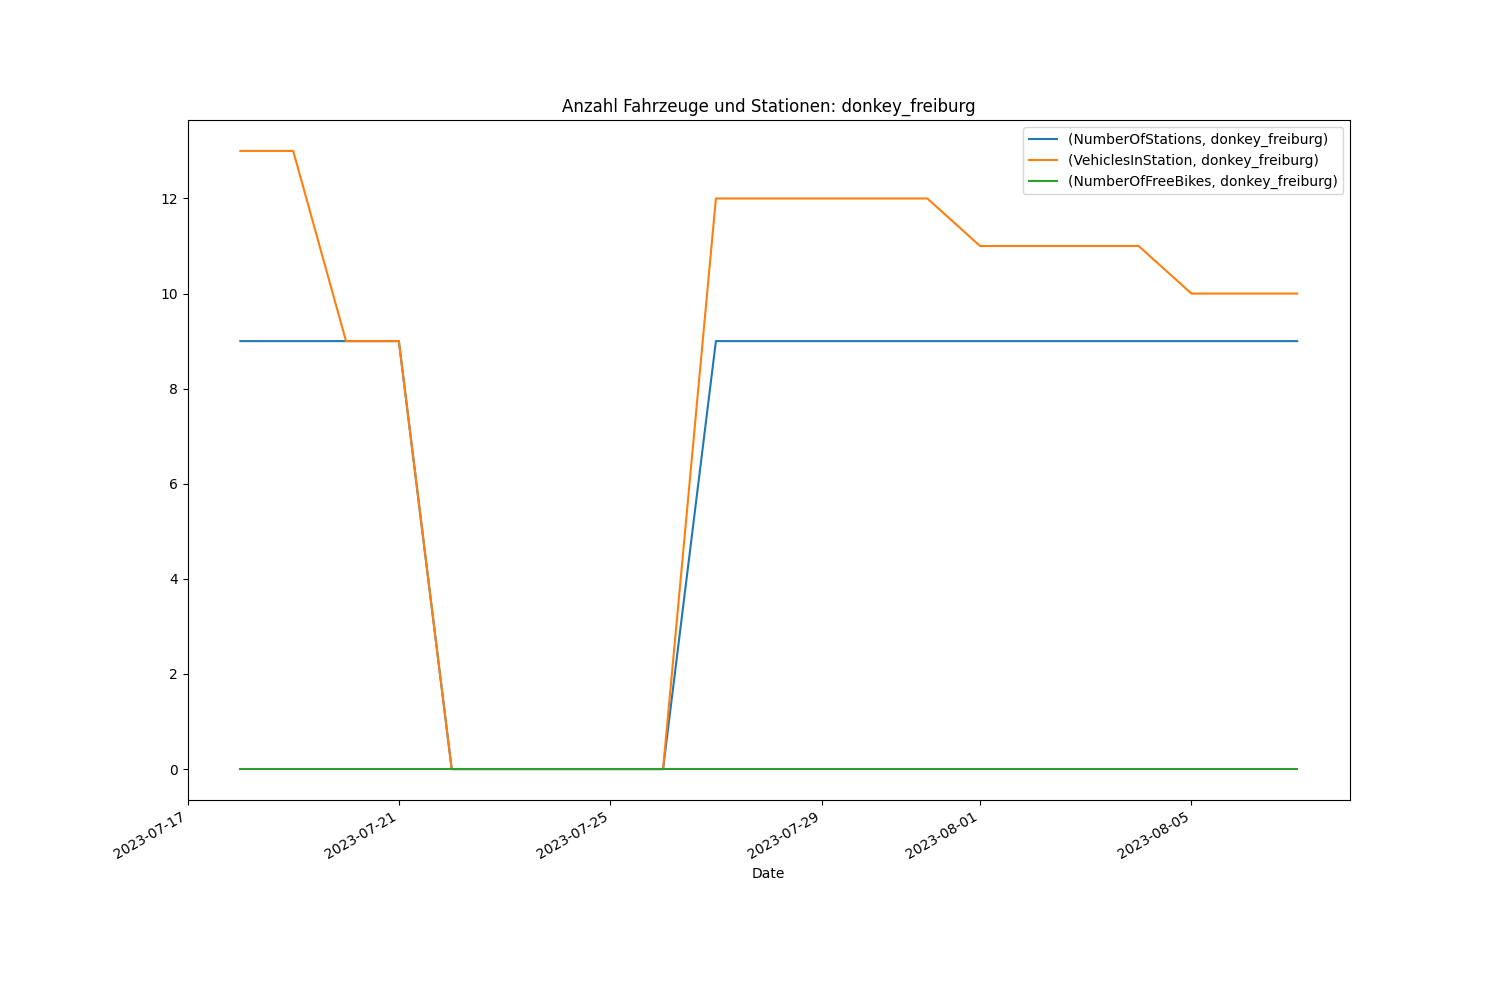 Anzahl Fahrzeuge und Stationen: donkey_freiburg
(NumberOfStations, donkey_freiburg)
(VehiclesInStation, donkey_freiburg)
(NumberOfFreeBikes, donkey_freiburg)
12
10
8
6
4
2
0
2023-07-17
2023-07-21
2023-07-25
2023-07-29
2023-08-01
2023-08-05
Date